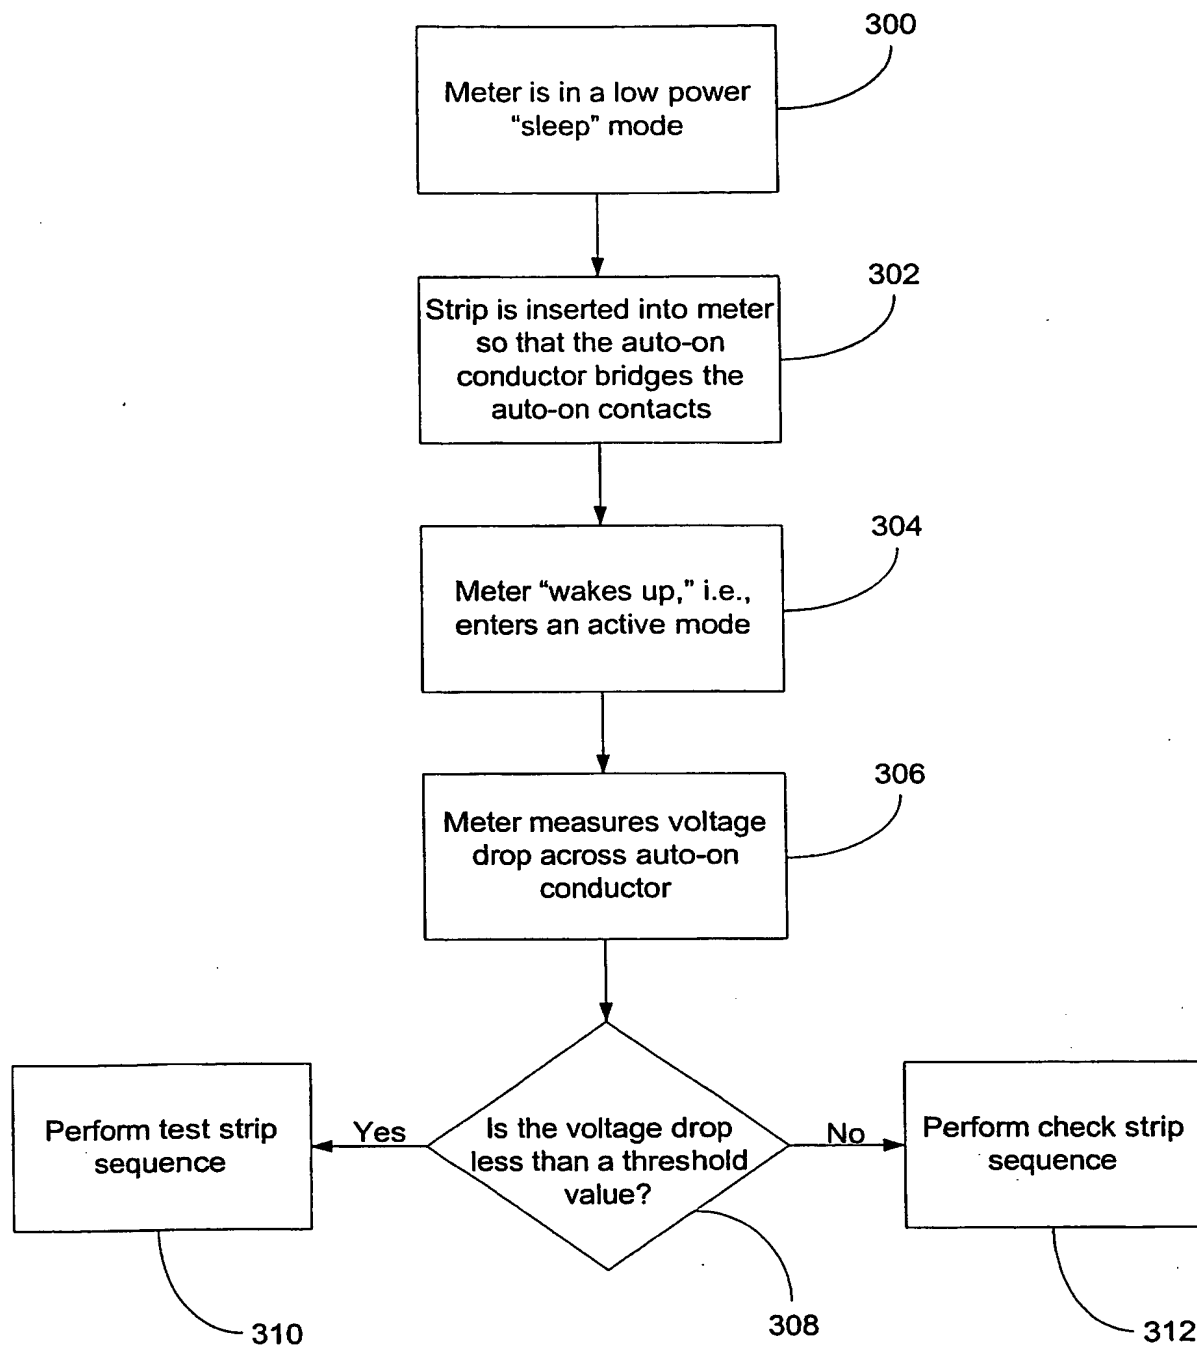 300
Meter is in a low power
“sleep” mode
302
Strip is inserted into meter
so that the auto-on
conductor bridges the
auto-on contacts
304
Meter “wakes up,” i.e.,
enters an active mode
306
Meter measures voltage
drop across auto-on
conductor
Is the voltage drop
less than a threshold
value?
308
Yes
Perform test strip
sequence
310
No
Perform check strip
sequence
312